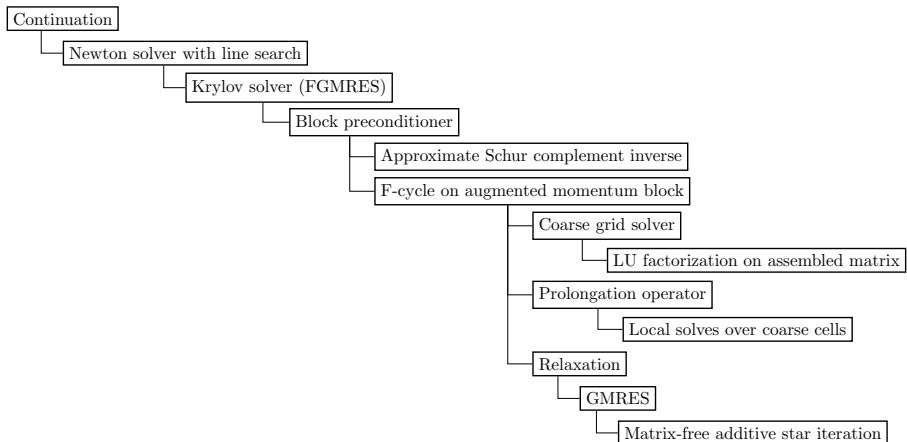 Continuation
Newton solver with line search
Krylov solver (FGMRES)
Block preconditioner
Approximate Schur complement inverse
F-cycle on augmented momentum block
Coarse grid solver
LU factorization on assembled matrix
Prolongation operator
Local solves over coarse cells
Relaxation
GMRES
Matrix-free additive star iteration